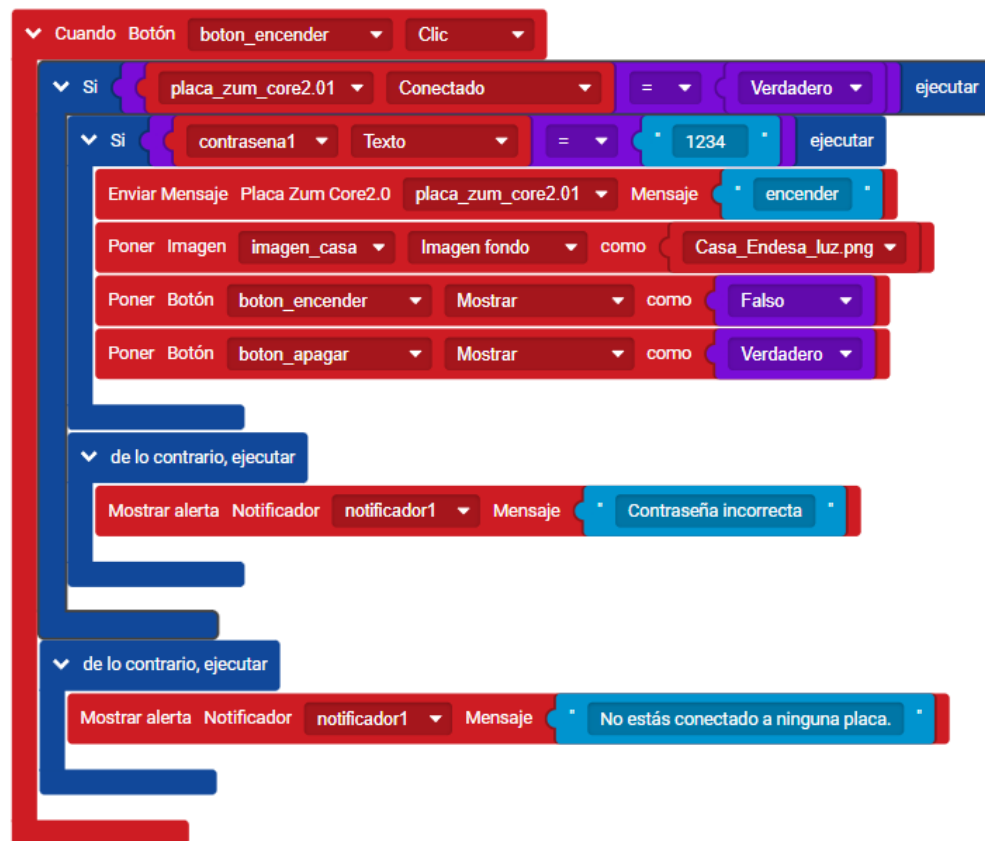 Cuando Botón boton_encender Clic
Si placa_zum_core2.01 Conectado = Verdadero ejecutar
Si contrasena1 Texto = " 1234 " ejecutar
Enviar Mensaje Placa Zum Core2.0 placa_zum_core2.01 Mensaje " encender "
Poner Imagen imagen_casa Imagen fondo como Casa_Endesa_luz.png
Poner Botón boton_encender Mostrar como Falso
Poner Botón boton_apagar Mostrar como Verdadero
de lo contrario, ejecutar
Mostrar alerta Notificador notificador1 Mensaje " Contraseña incorrecta "
de lo contrario, ejecutar
Mostrar alerta Notificador notificador1 Mensaje " No estás conectado a ninguna placa. "